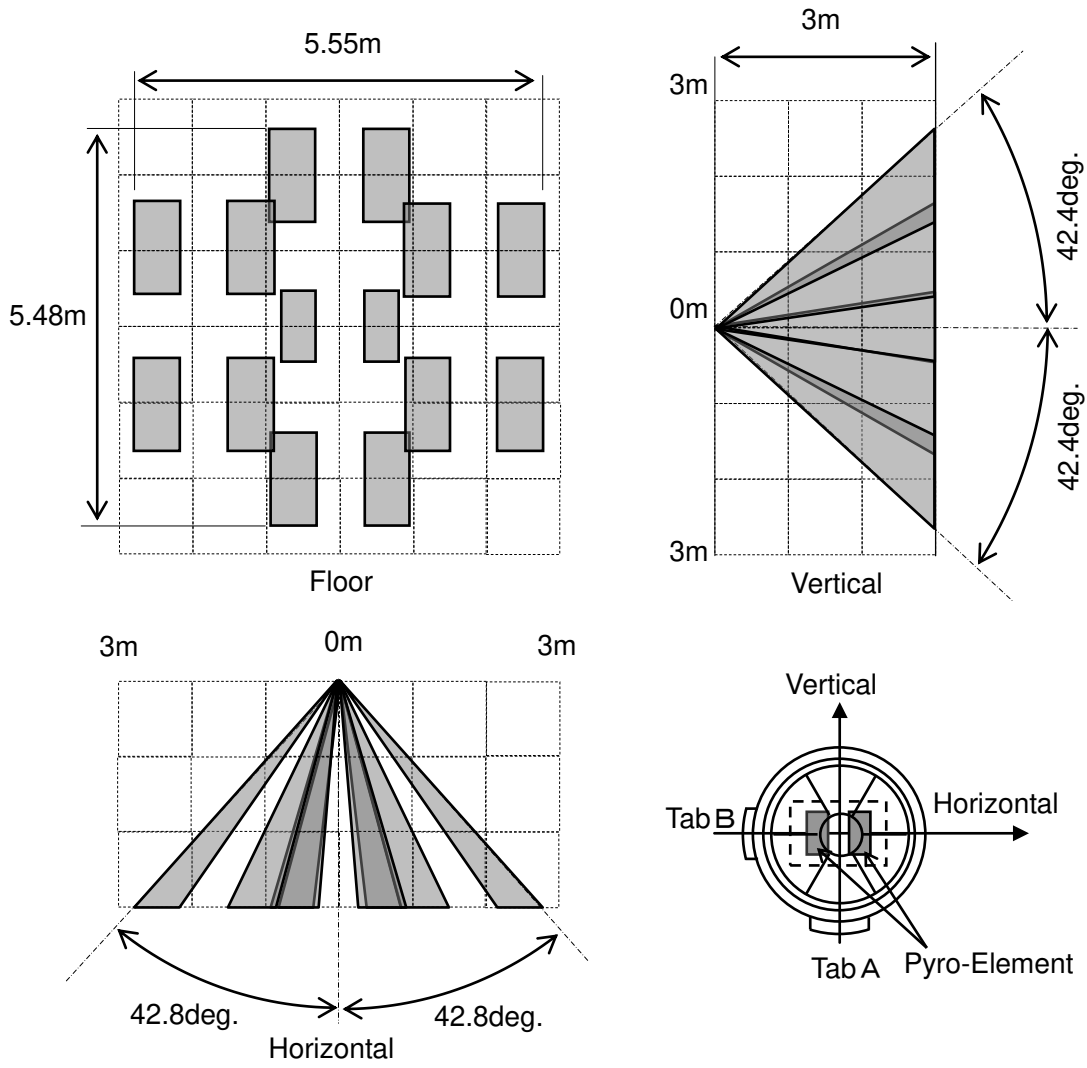 5.55m
5.48m
Floor
3m
3m
0m
3m
42.4deg.
42.4deg.
Vertical
3m
0m
3m
42.8deg.
42.8deg.
Horizontal
Vertical
Tab B
Horizontal
Tab A
Pyro-Element